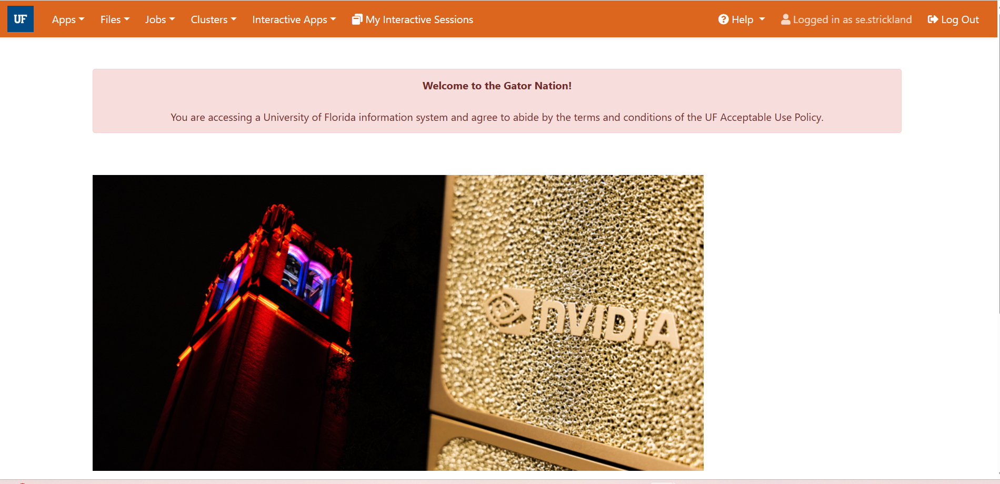 UF
Apps
Files
Jobs
Clusters
Interactive Apps
My Interactive Sessions
Help
Logged in as se.strickland
Log Out
Welcome to the Gator Nation!
You are accessing a University of Florida information system and agree to abide by the terms and conditions of the UF Acceptable Use Policy.
nVIDIA